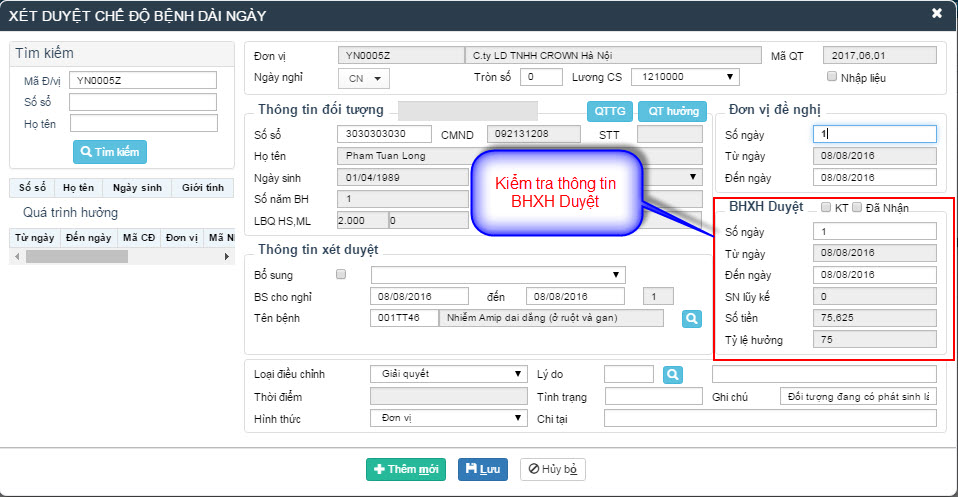 XÉT DUYỆT CHẾ ĐỘ BỆNH DÀI NGÀY
Tìm kiếm
Mã Đ/vị YN0005Z
Số sổ
Họ tên
Tìm kiếm
Số sổ Họ tên Ngày sinh Giới tính
Quá trình hưởng
Từ ngày Đến ngày Mã CĐ Đơn vị Mã N
Đơn vị YN0005Z C.ty LD TNHH CROWN Hà Nội Mã QT 2017,06,01
Ngày nghỉ CN Tròn số 0 Lương CS 1210000 Nhập liệu
Thông tin đối tượng QTTG QT hưởng
Số sổ 3030303030 CMND 092131208 STT
Họ tên Pham Tuan Long
Ngày sinh 01/04/1989
Số năm BH 1
LBQ HS,ML 2.000 0
Kiểm tra thông tin
BHXH Duyệt
Đơn vị đề nghị
Số ngày 1
Từ ngày 08/08/2016
Đến ngày 08/08/2016
BHXH Duyệt KT Đã Nhận
Số ngày 1
Từ ngày 08/08/2016
Đến ngày 08/08/2016
SN lũy kế 0
Số tiền 75,625
Tỷ lệ hưởng 75
Thông tin xét duyệt
Bổ sung
BS cho nghỉ 08/08/2016 đến 08/08/2016 1
Tên bệnh 001TT46 Nhiễm Amip dai dẳng (ở ruột và gan)
Loại điều chỉnh Giải quyết Lý do
Thời điểm Tình trạng Ghi chú Đối tượng đang có phát sinh lá
Hình thức Đơn vị Chi tại
Thêm mới Lưu Hủy bỏ